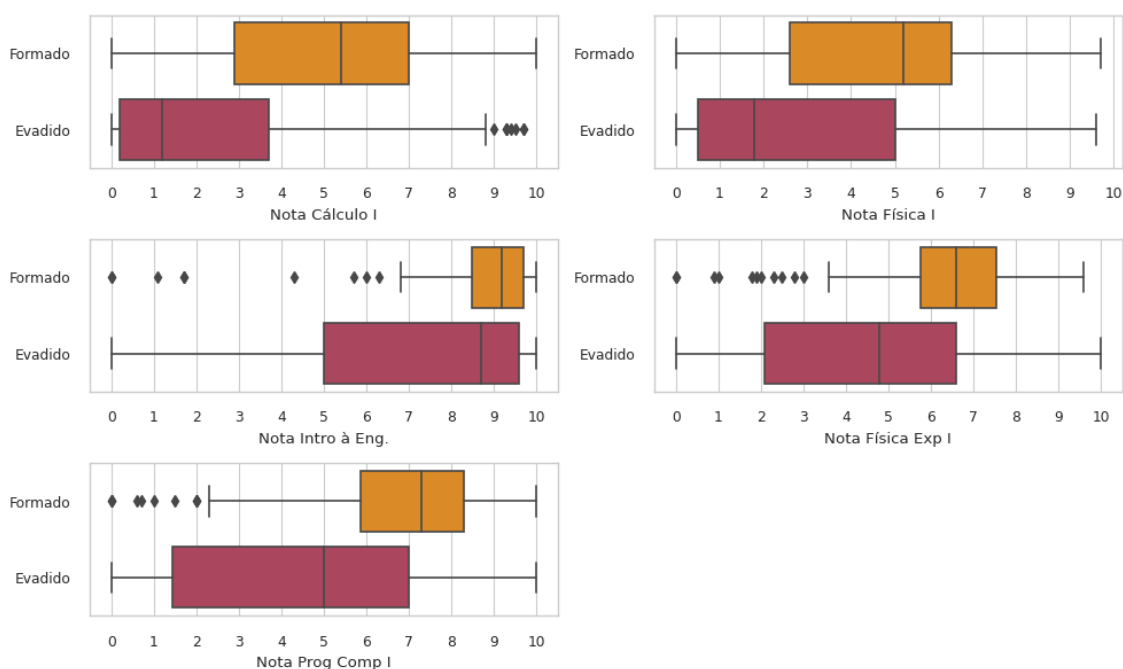 Formado
Evadido
0 1 2 3 4 5 6 7 8 9 10
Nota Cálculo I
Formado
Evadido
0 1 2 3 4 5 6 7 8 9 10
Nota Física I
Formado
Evadido
0 1 2 3 4 5 6 7 8 9 10
Nota Intro à Eng.
Formado
Evadido
0 1 2 3 4 5 6 7 8 9 10
Nota Física Exp I
Formado
Evadido
0 1 2 3 4 5 6 7 8 9 10
Nota Prog Comp I